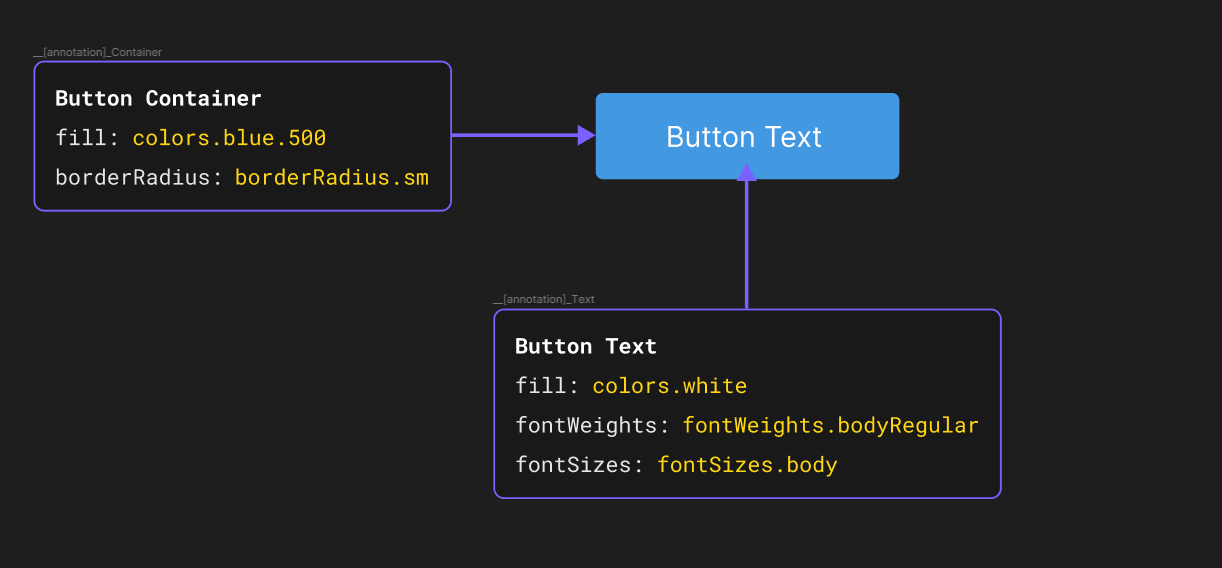 __[annotation]_Container
Button Container
fill: colors.blue.500
borderRadius: borderRadius.sm
Button Text
__[annotation]_Text
Button Text
fill: colors.white
fontWeights: fontWeights.bodyRegular
fontSizes: fontSizes.body